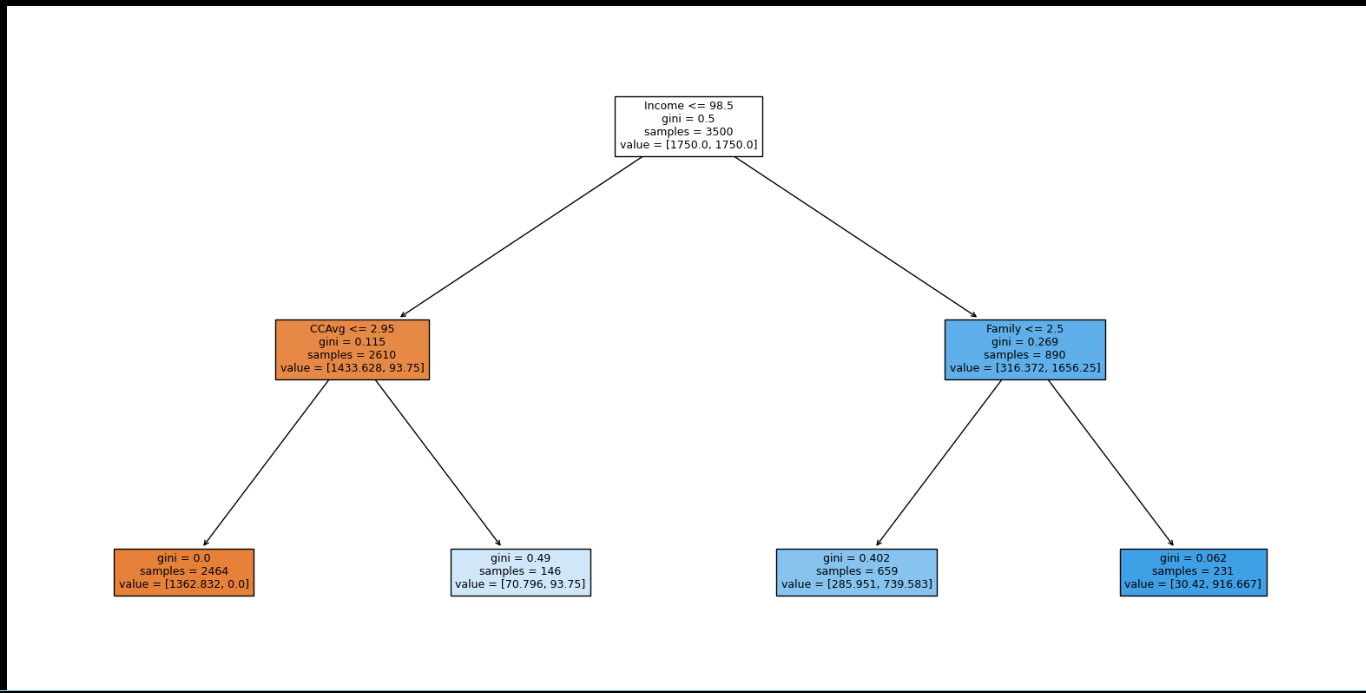 Income <= 98.5
gini = 0.5
samples = 3500
value = [1750.0, 1750.0]
CCAvg <= 2.95
gini = 0.115
samples = 2610
value = [1433.628, 93.75]
Family <= 2.5
gini = 0.269
samples = 890
value = [316.372, 1656.25]
gini = 0.0
samples = 2464
value = [1362.832, 0.0]
gini = 0.49
samples = 146
value = [70.796, 93.75]
gini = 0.402
samples = 659
value = [285.951, 739.583]
gini = 0.062
samples = 231
value = [30.42, 916.667]